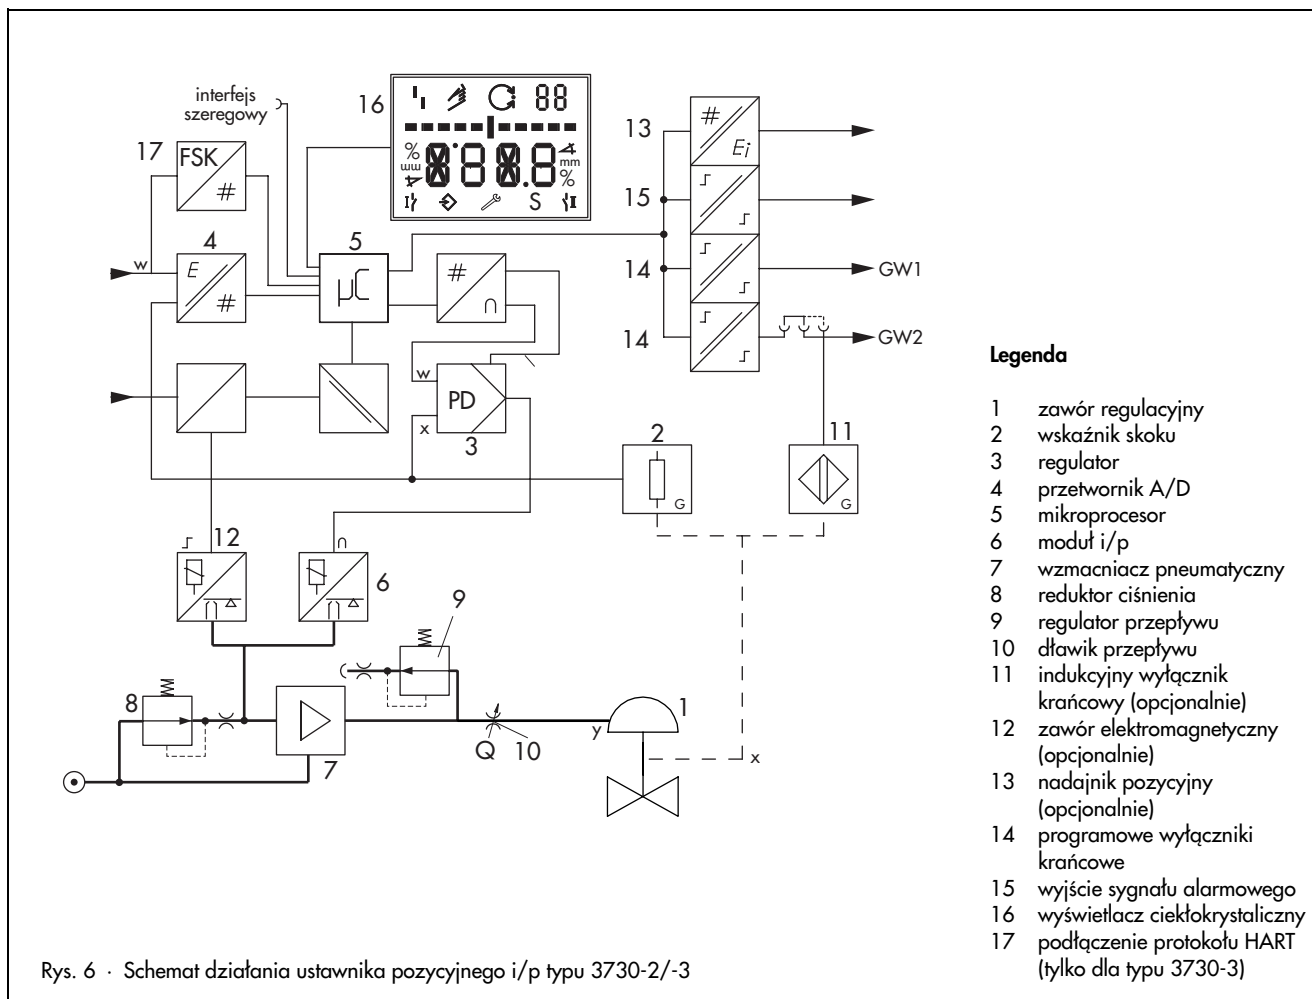 interfejs
szeregowy
16
88
%
mm
8.88.8
mm
%
S
17
FSK
#
13
#
Ei
15
w
4
E
#
5
µC
#
∩
14
GW1
14
GW2
w
PD
x
3
2
G
11
G
12
∩
6
9
8
7
Q
10
y
1
x
Legenda
1 zawór regulacyjny
2 wskaźnik skoku
3 regulator
4 przetwornik A/D
5 mikroprocesor
6 moduł i/p
7 wzmacniacz pneumatyczny
8 reduktor ciśnienia
9 regulator przepływu
10 dławik przepływu
11 indukcyjny wyłącznik
krańcowy (opcjonalnie)
12 zawór elektromagnetyczny
(opcjonalnie)
13 nadajnik pozycyjny
(opcjonalnie)
14 programowe wyłączniki
krańcowe
15 wyjście sygnału alarmowego
16 wyświetlacz ciekłokrystaliczny
17 podłączenie protokołu HART
(tylko dla typu 3730-3)
Rys. 6 · Schemat działania ustawnika pozycyjnego i/p typu 3730-2/-3